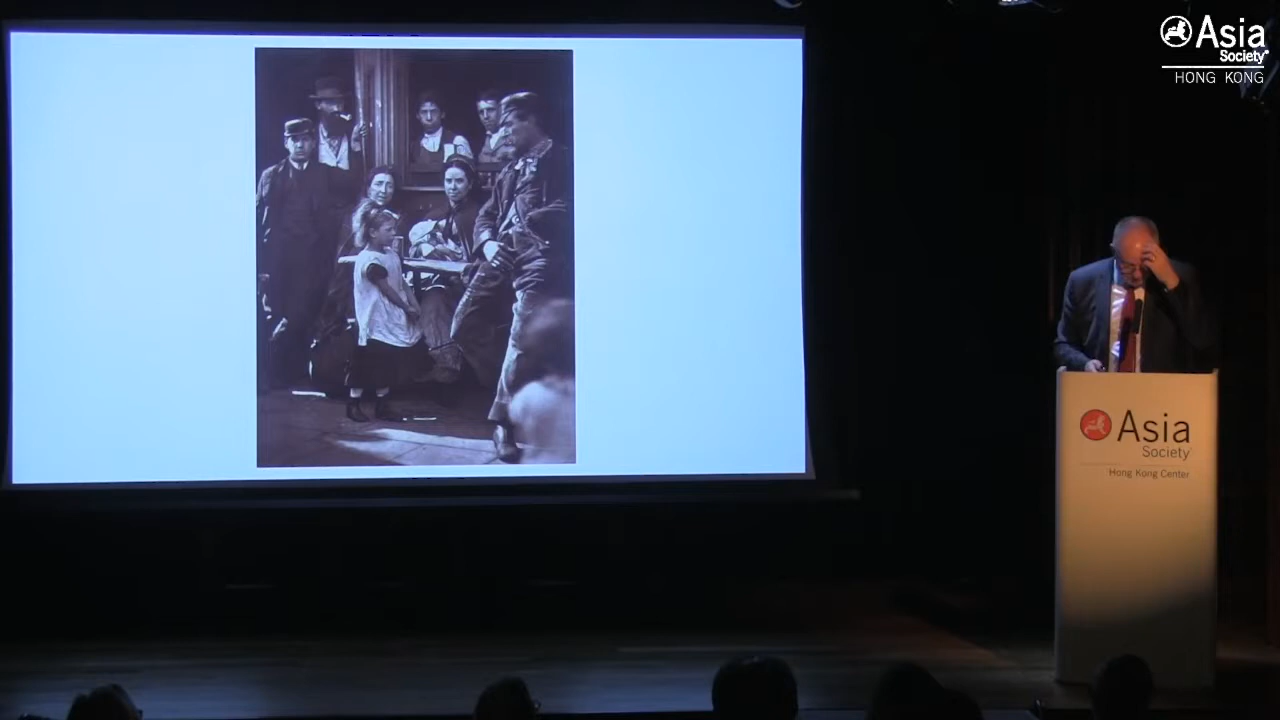 Asia
Society
HONG KONG
Asia
Society
Hong Kong Center